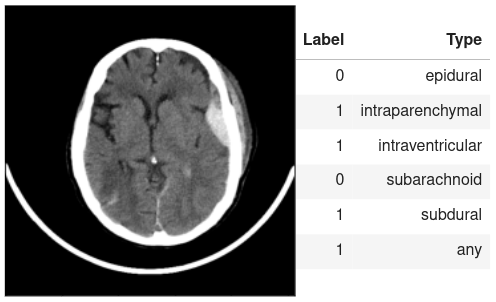 Label Type
0 epidural
1 intraparenchymal
1 intraventricular
0 subarachnoid
1 subdural
1 any